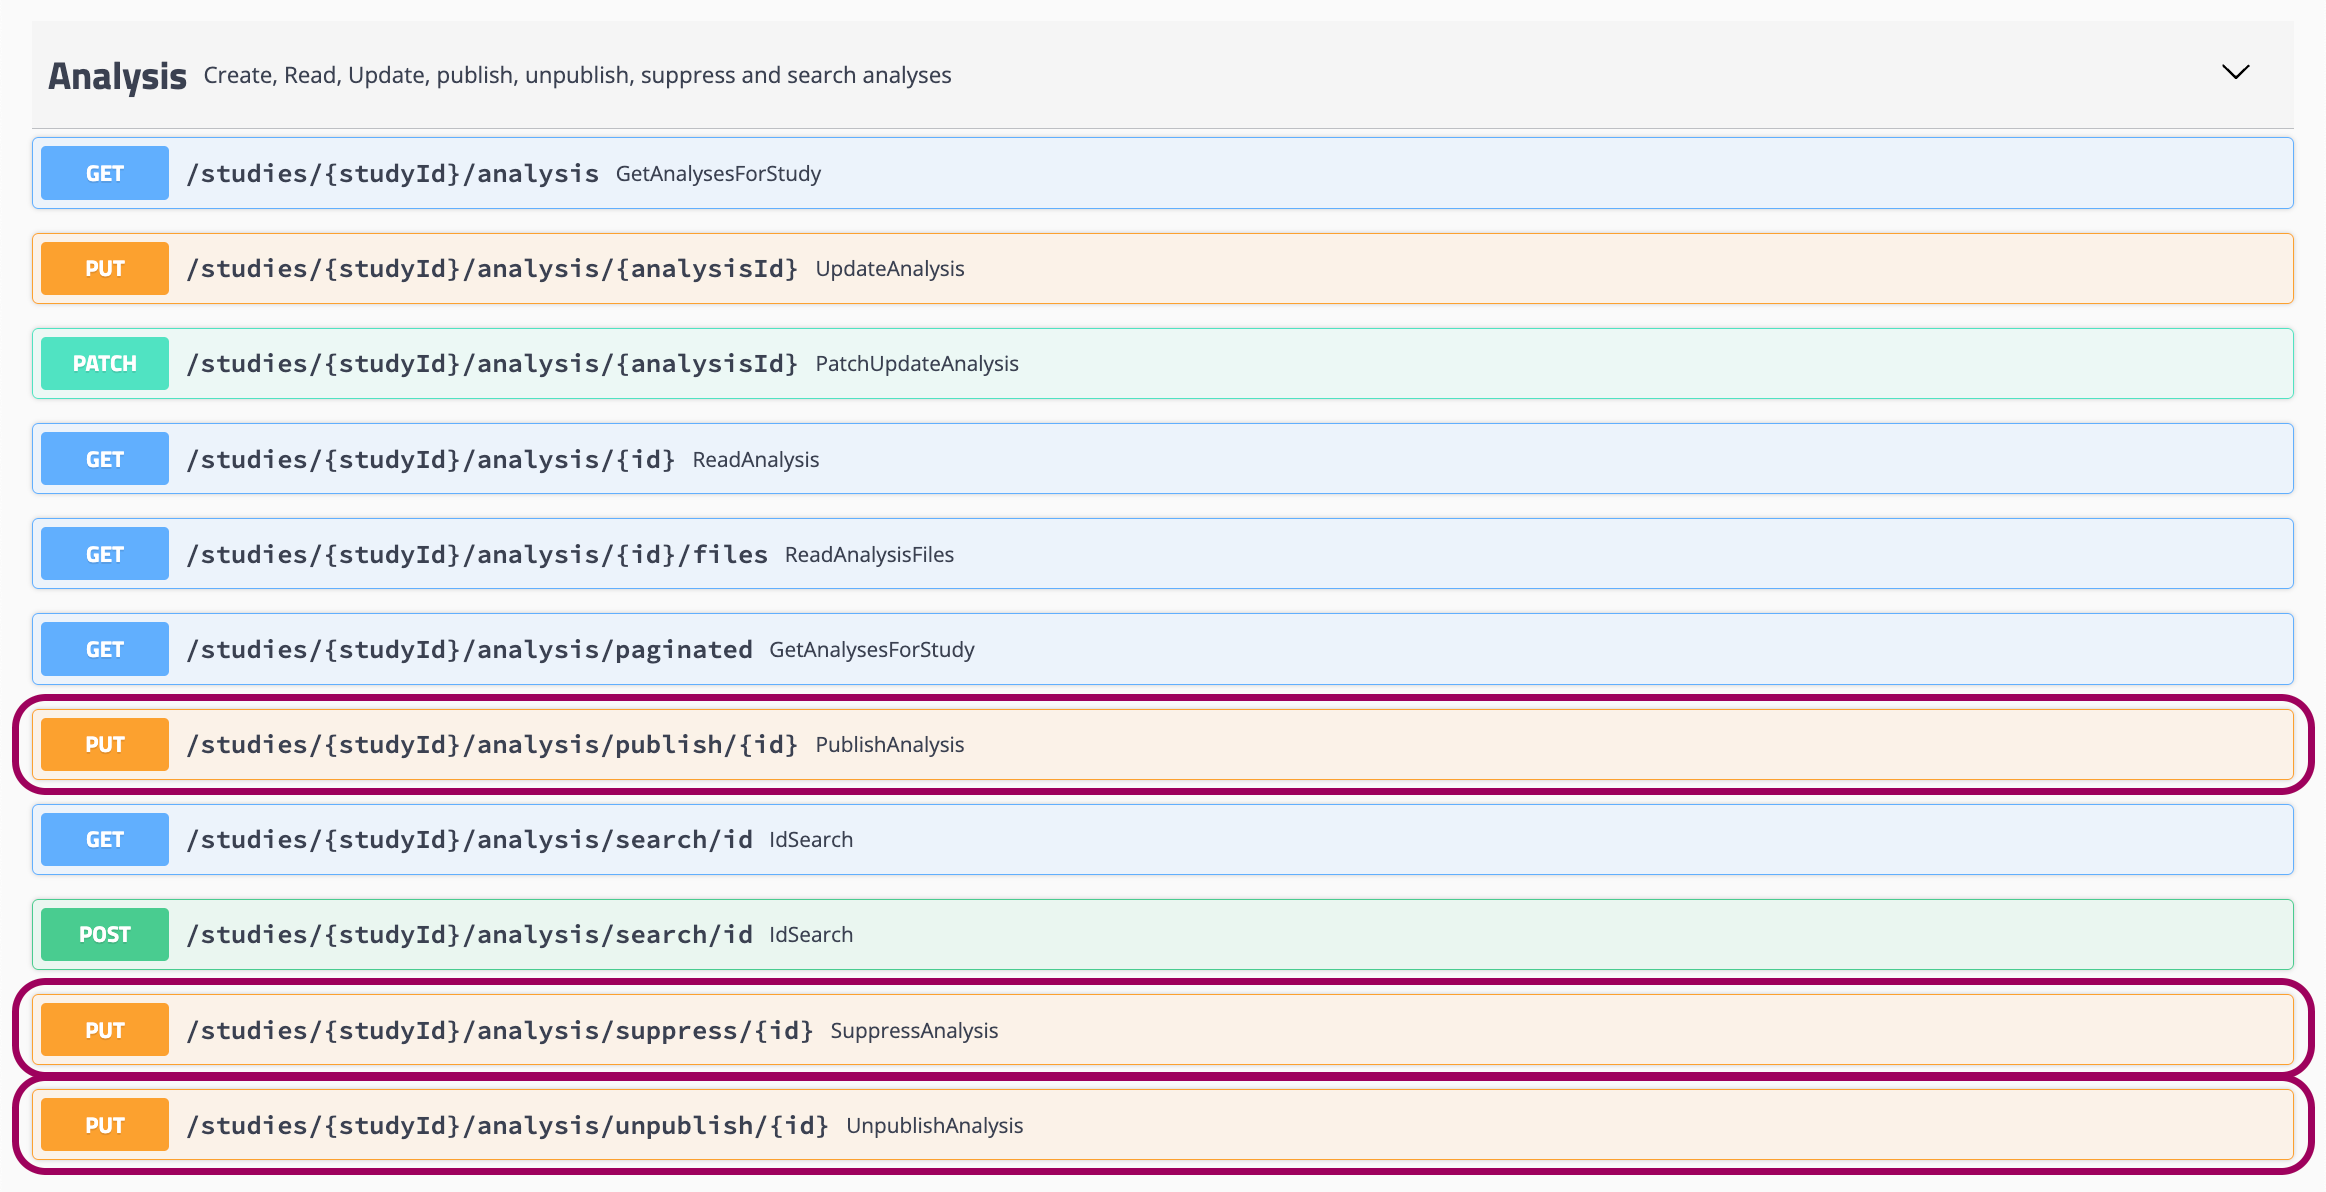 Analysis Create, Read, Update, publish, unpublish, suppress and search analyses
GET /studies/{studyId}/analysis GetAnalysesForStudy
PUT /studies/{studyId}/analysis/{analysisId} UpdateAnalysis
PATCH /studies/{studyId}/analysis/{analysisId} PatchUpdateAnalysis
GET /studies/{studyId}/analysis/{id} ReadAnalysis
GET /studies/{studyId}/analysis/{id}/files ReadAnalysisFiles
GET /studies/{studyId}/analysis/paginated GetAnalysesForStudy
PUT /studies/{studyId}/analysis/publish/{id} PublishAnalysis
GET /studies/{studyId}/analysis/search/id IdSearch
POST /studies/{studyId}/analysis/search/id IdSearch
PUT /studies/{studyId}/analysis/suppress/{id} SuppressAnalysis
PUT /studies/{studyId}/analysis/unpublish/{id} UnpublishAnalysis